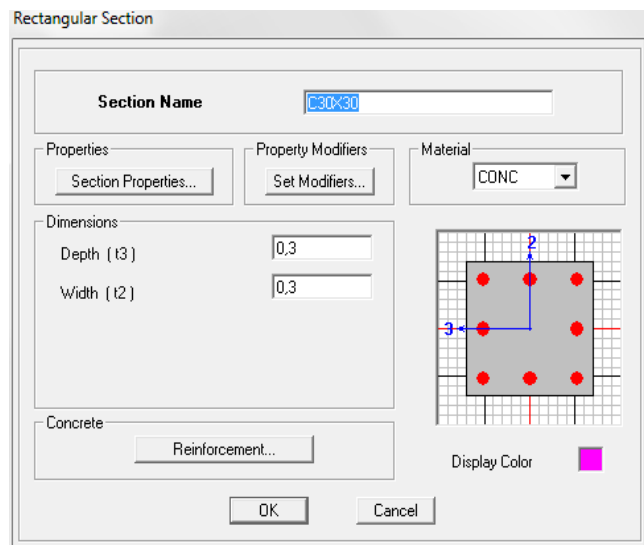 Rectangular Section
Section Name
C30X30
Properties
Section Properties...
Property Modifiers
Set Modifiers...
Material
CONC
Dimensions
Depth ( t3 )
0,3
Width ( t2 )
0,3
2
3
Concrete
Reinforcement...
Display Color
OK
Cancel